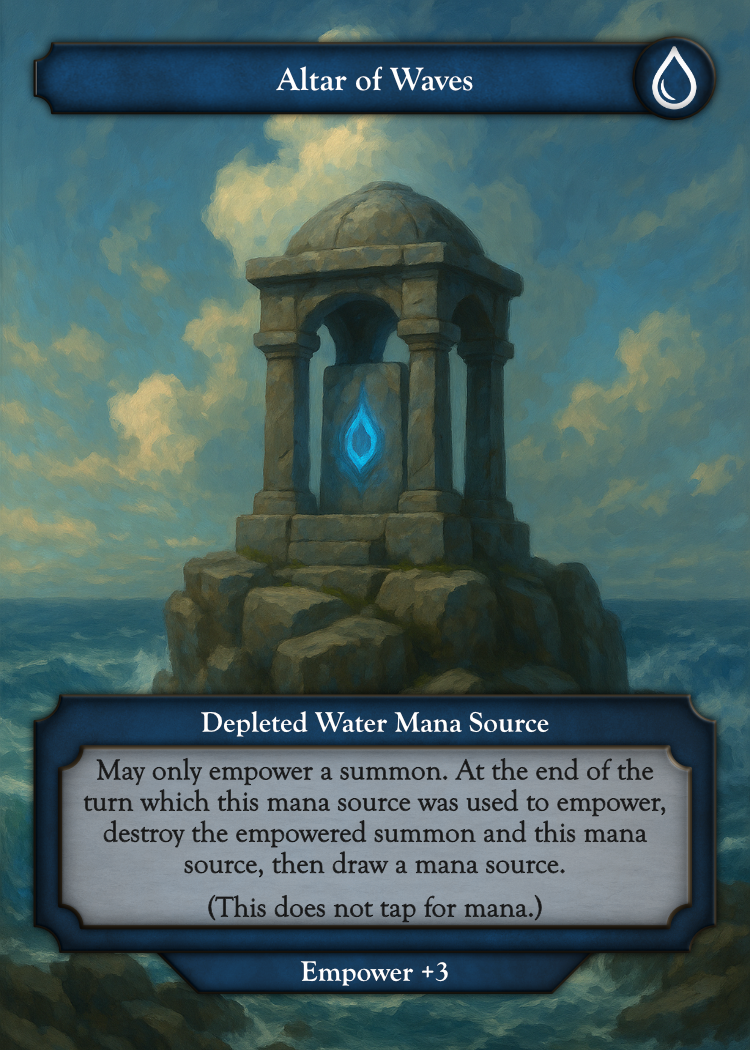 Altar of Waves
Depleted Water Mana Source
May only empower a summon. At the end of the
turn which this mana source was used to empower,
destroy the empowered summon and this mana
source, then draw a mana source.
(This does not tap for mana.)
Empower +3